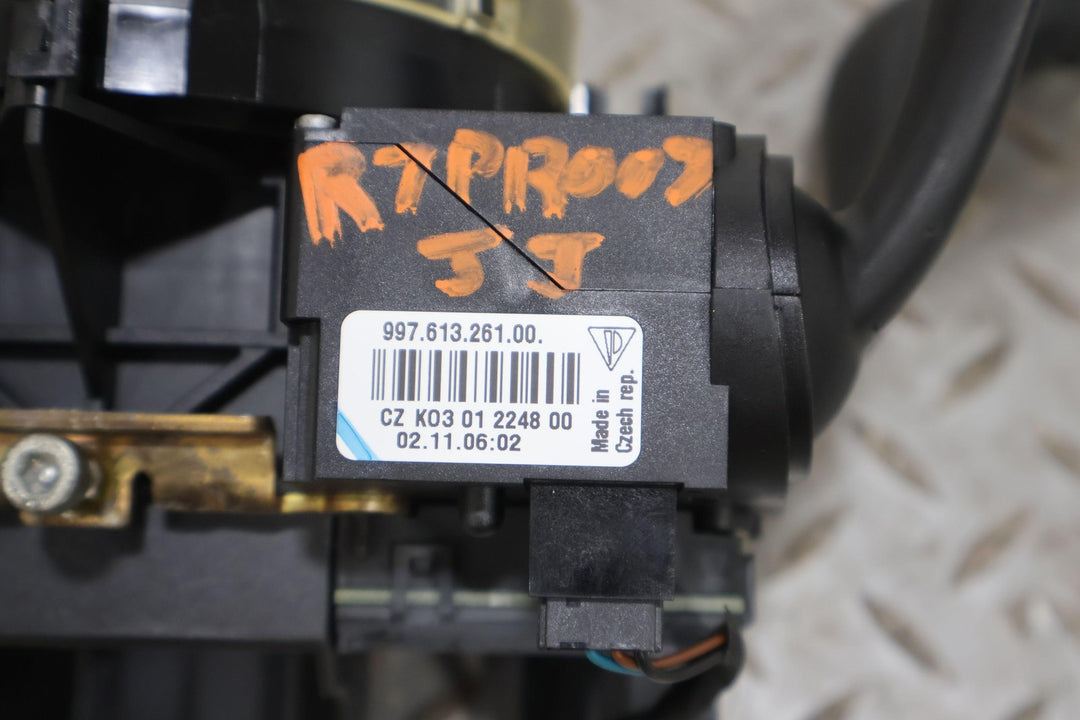 R7PR007
JJ
997.613.261.00.
CZ K03 01 2248 00
02.11.06:02
Made in
Czech rep.